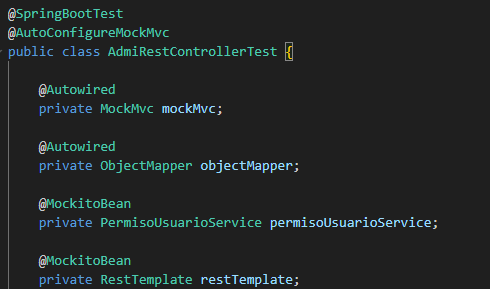 @SpringBootTest
@AutoConfigureMockMvc
public class AdmiRestControllerTest {
@Autowired
private MockMvc mockMvc;
@Autowired
private ObjectMapper objectMapper;
@MockitoBean
private PermisoUsuarioService permisoUsuarioService;
@MockitoBean
private RestTemplate restTemplate;